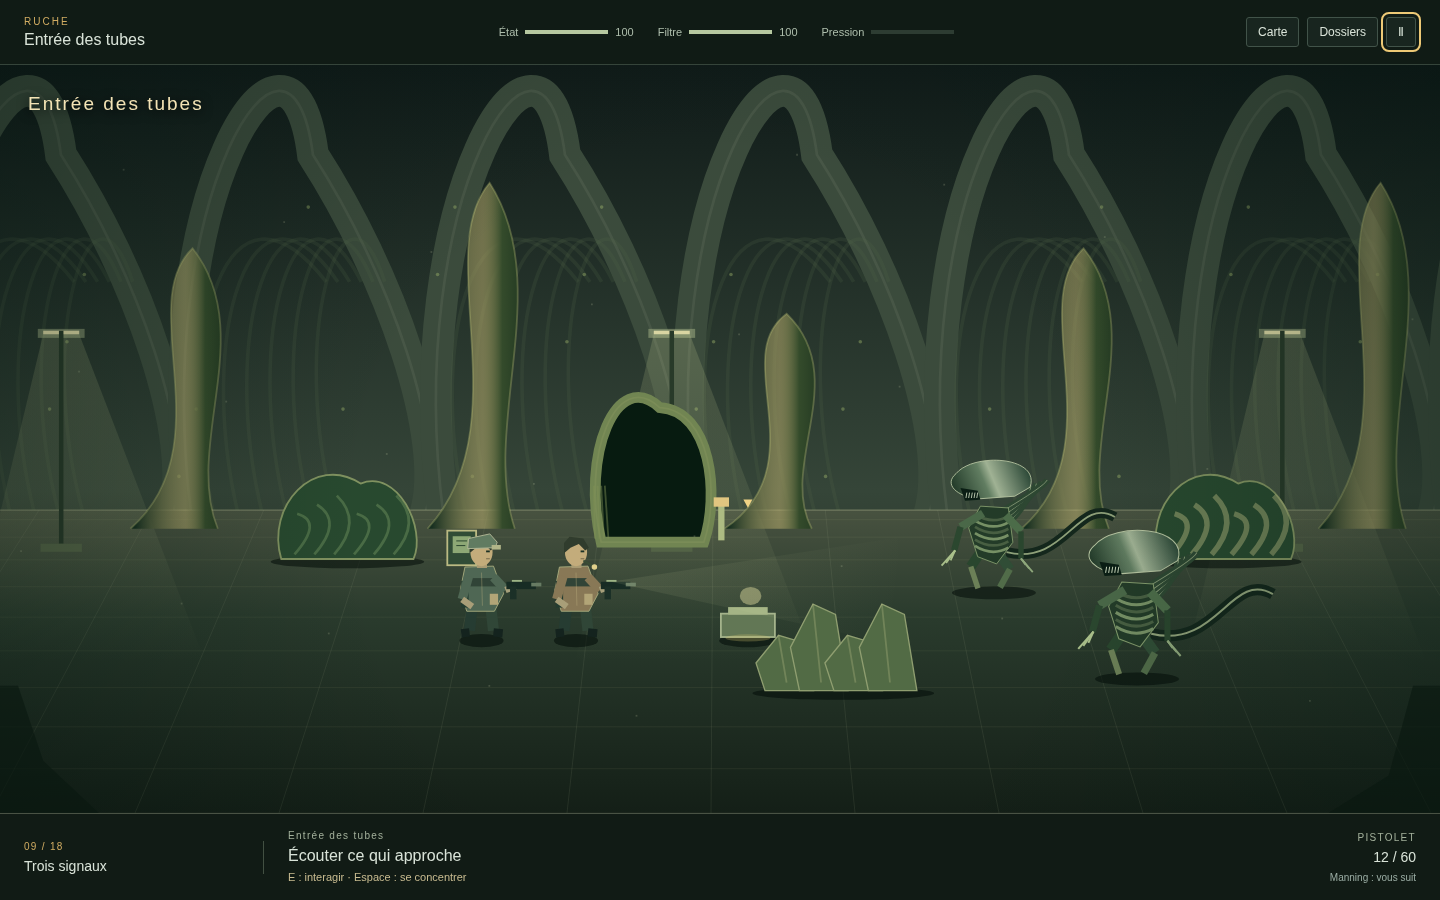 RUCHE
Entrée des tubes
État 100 Filtre 100 Pression
Carte Dossiers II
Entrée des tubes
09 / 18
Trois signaux
Entrée des tubes
Écouter ce qui approche
E : interagir · Espace : se concentrer
PISTOLET
12 / 60
Manning : vous suit